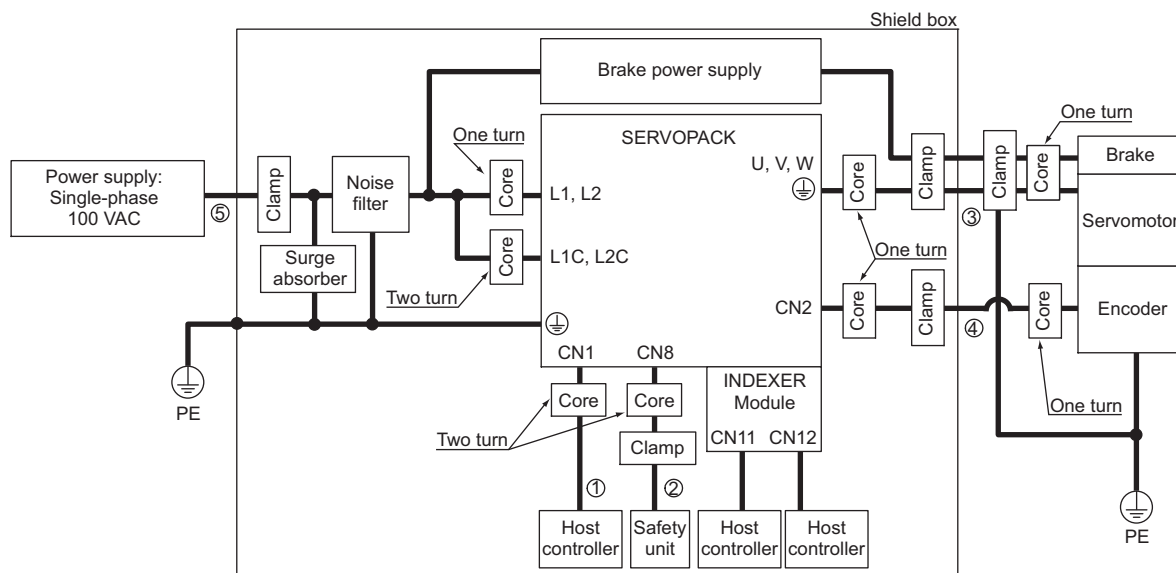 Shield box
Brake power supply
One turn
One turn
SERVOPACK
Brake
Power supply:
Single-phase
100 VAC
⑤
Clamp
Noise
filter
Core
L1, L2
U, V, W
Core
Clamp
③
Clamp
Core
Servomotor
Surge
absorber
Core
L1C, L2C
Two turn
One turn
CN2
Core
Clamp
④
Core
Encoder
One turn
PE
CN1
CN8
INDEXER
Module
CN11
CN12
Core
Core
Two turn
Clamp
①
②
Host
controller
Safety
unit
Host
controller
Host
controller
PE